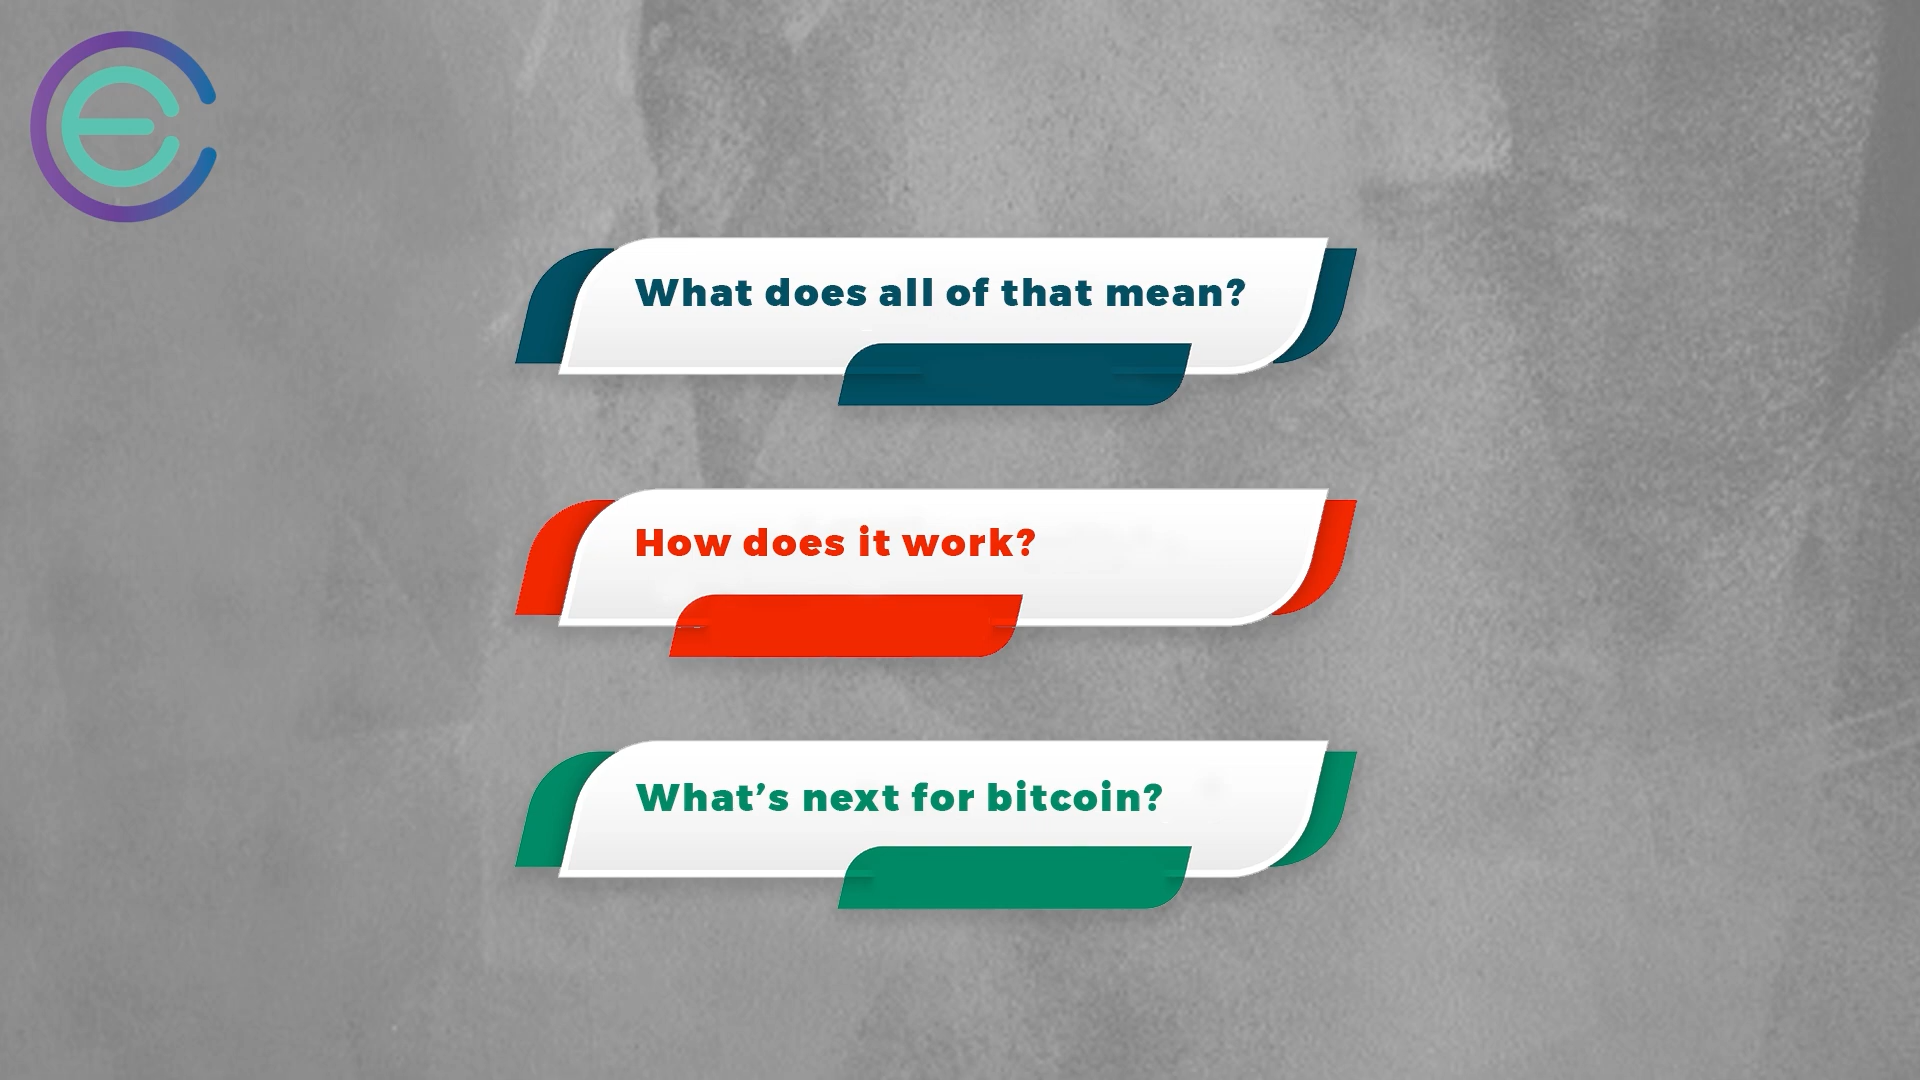 What does all of that mean?
How does it work?
What’s next for bitcoin?